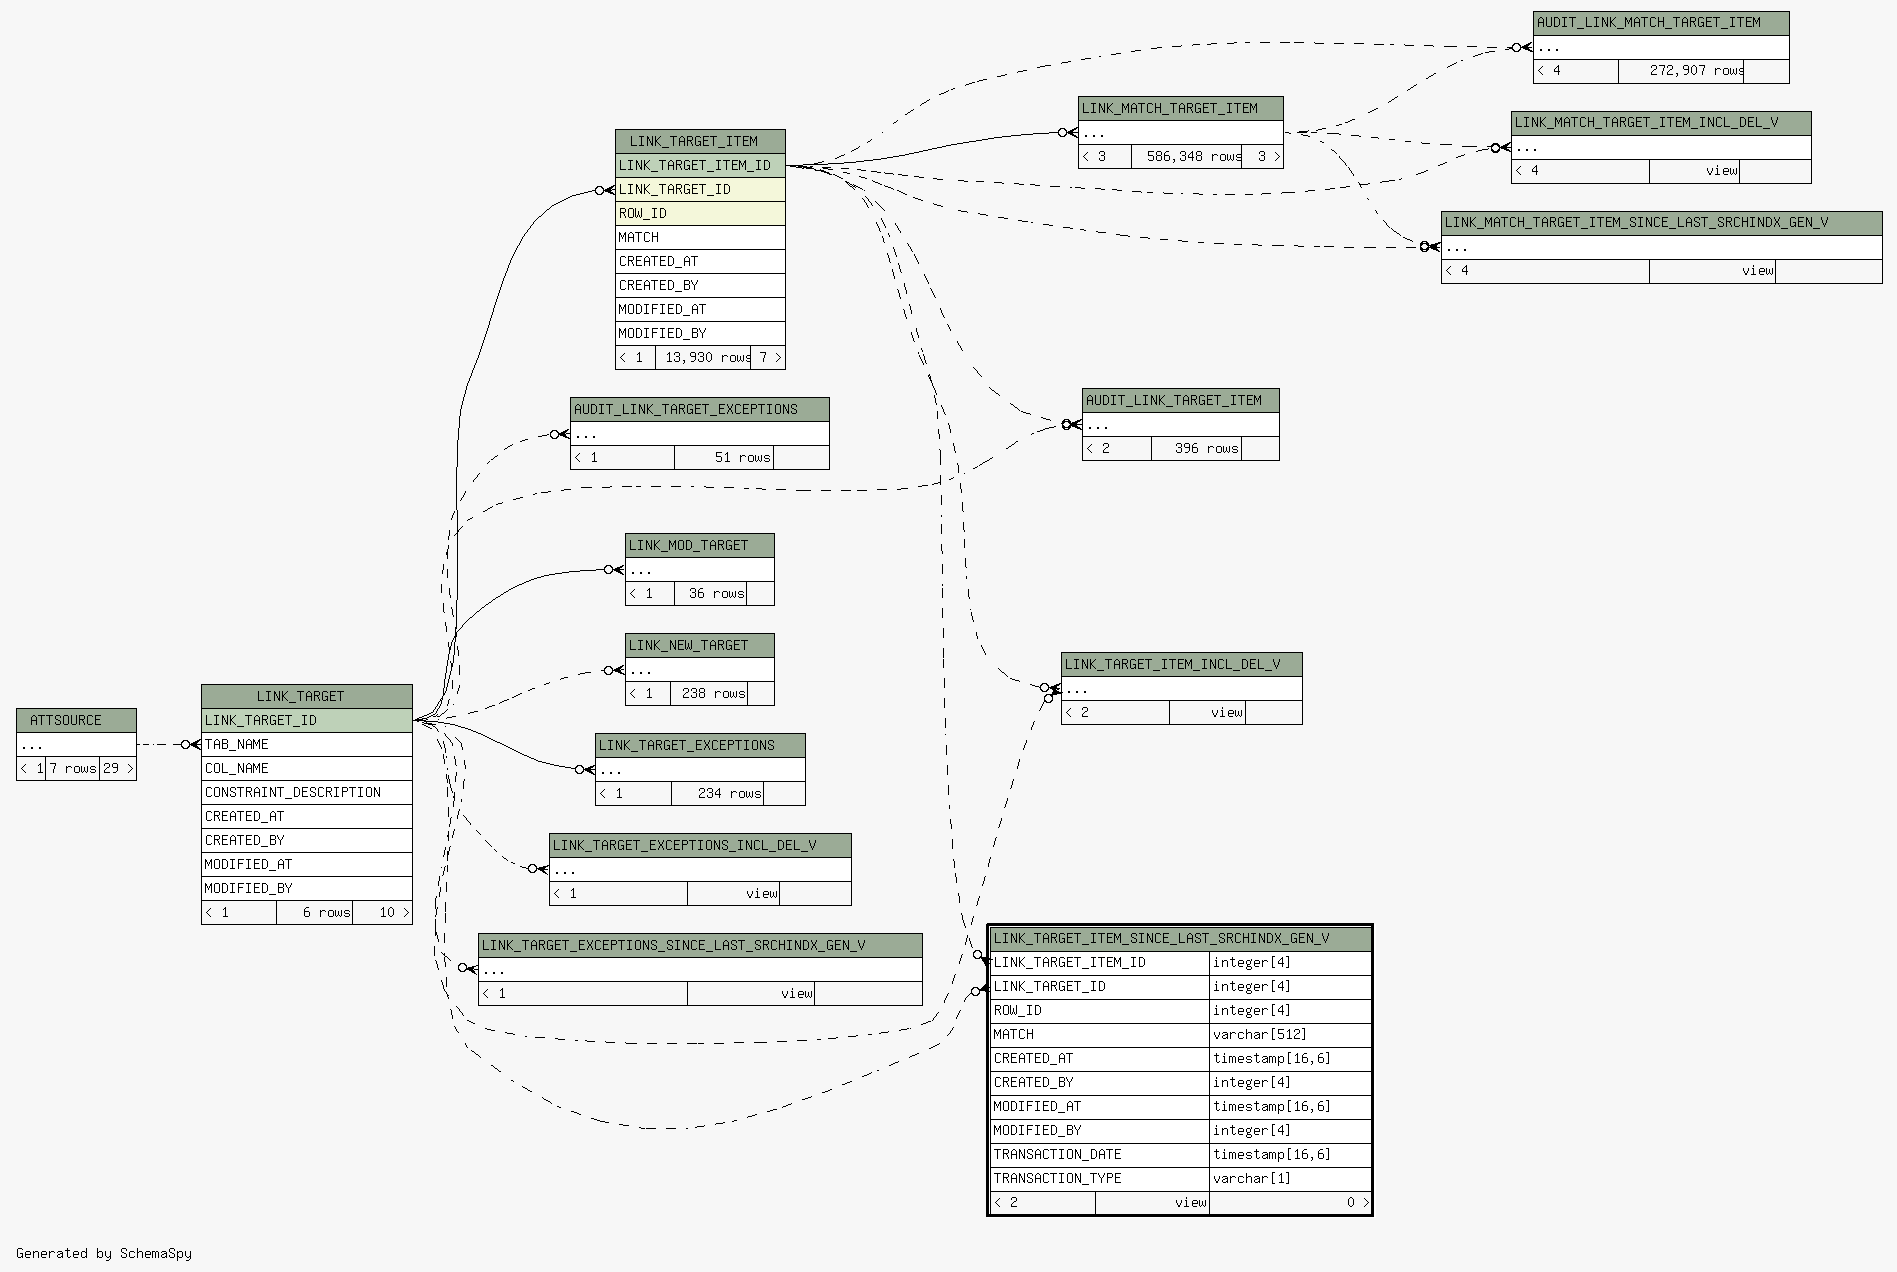 AUDIT_LINK_MATCH_TARGET_ITEM
...
< 4 272,907 rows
LINK_MATCH_TARGET_ITEM
...
< 3 586,348 rows 3 >
LINK_MATCH_TARGET_ITEM_INCL_DEL_V
...
< 4 view
LINK_MATCH_TARGET_ITEM_SINCE_LAST_SRCHINDX_GEN_V
...
< 4 view
LINK_TARGET_ITEM
LINK_TARGET_ITEM_ID
LINK_TARGET_ID
ROW_ID
MATCH
CREATED_AT
CREATED_BY
MODIFIED_AT
MODIFIED_BY
< 1 13,930 rows 7 >
AUDIT_LINK_TARGET_EXCEPTIONS
...
< 1 51 rows
AUDIT_LINK_TARGET_ITEM
...
< 2 396 rows
LINK_MOD_TARGET
...
< 1 36 rows
LINK_NEW_TARGET
...
< 1 238 rows
LINK_TARGET_ITEM_INCL_DEL_V
...
< 2 view
ATTSOURCE
...
< 1 7 rows 29 >
LINK_TARGET
LINK_TARGET_ID
TAB_NAME
COL_NAME
CONSTRAINT_DESCRIPTION
CREATED_AT
CREATED_BY
MODIFIED_AT
MODIFIED_BY
< 1 6 rows 10 >
LINK_TARGET_EXCEPTIONS
...
< 1 234 rows
LINK_TARGET_EXCEPTIONS_INCL_DEL_V
...
< 1 view
LINK_TARGET_EXCEPTIONS_SINCE_LAST_SRCHINDX_GEN_V
...
< 1 view
LINK_TARGET_ITEM_SINCE_LAST_SRCHINDX_GEN_V
LINK_TARGET_ITEM_ID integer[4]
LINK_TARGET_ID integer[4]
ROW_ID integer[4]
MATCH varchar[512]
CREATED_AT timestamp[16,6]
CREATED_BY integer[4]
MODIFIED_AT timestamp[16,6]
MODIFIED_BY integer[4]
TRANSACTION_DATE timestamp[16,6]
TRANSACTION_TYPE varchar[1]
< 2 view 0 >
Generated by SchemaSpy